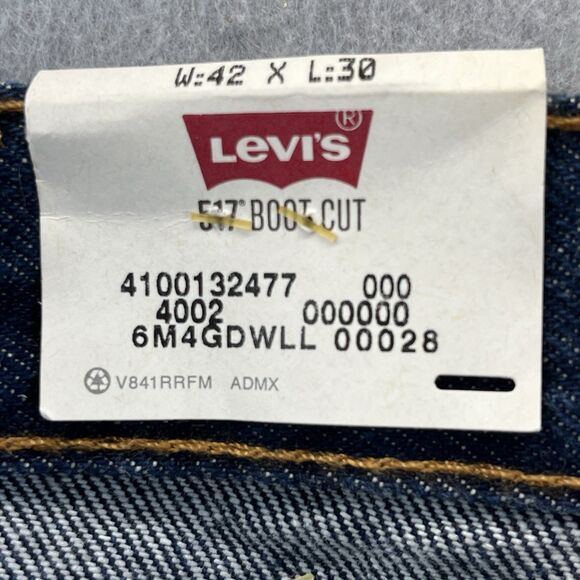 W:42 X L:30
LEVI'S®
517® BOOT CUT
4100132477 000
4002 000000
6M4GDWLL 00028
V841RRFM ADMX